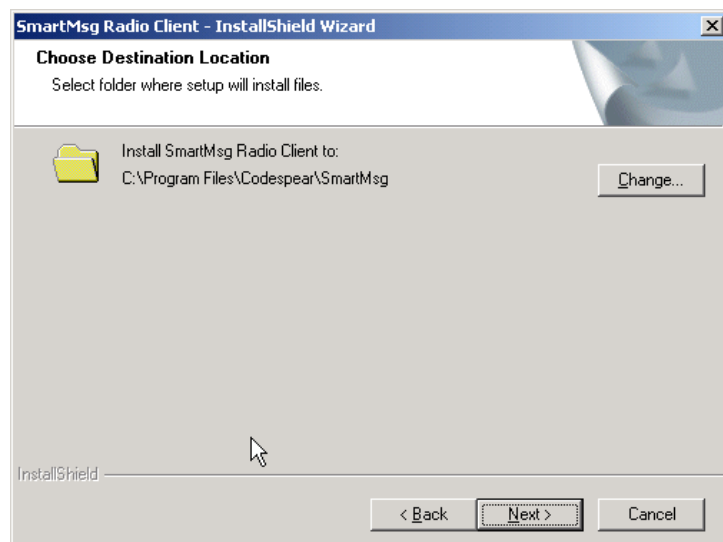 SmartMsg Radio Client - InstallShield Wizard
Choose Destination Location
Select folder where setup will install files.
Install SmartMsg Radio Client to:
C:\Program Files\Codespear\SmartMsg
Change...
InstallShield
< Back
Next >
Cancel